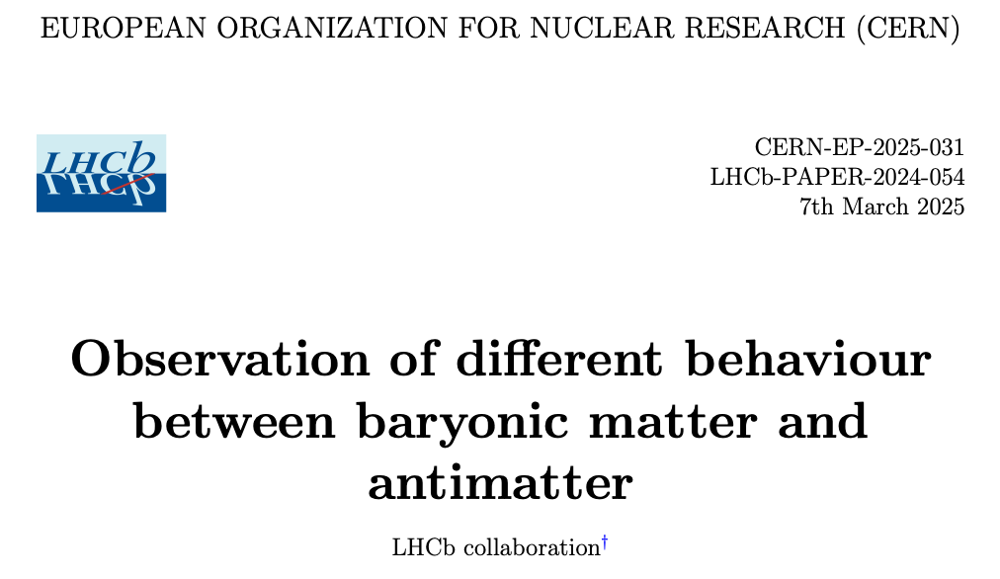 EUROPEAN ORGANIZATION FOR NUCLEAR RESEARCH (CERN)
LHCb
LHCb
CERN-EP-2025-031
LHCb-PAPER-2024-054
7th March 2025
Observation of different behaviour
between baryonic matter and
antimatter
LHCb collaboration†